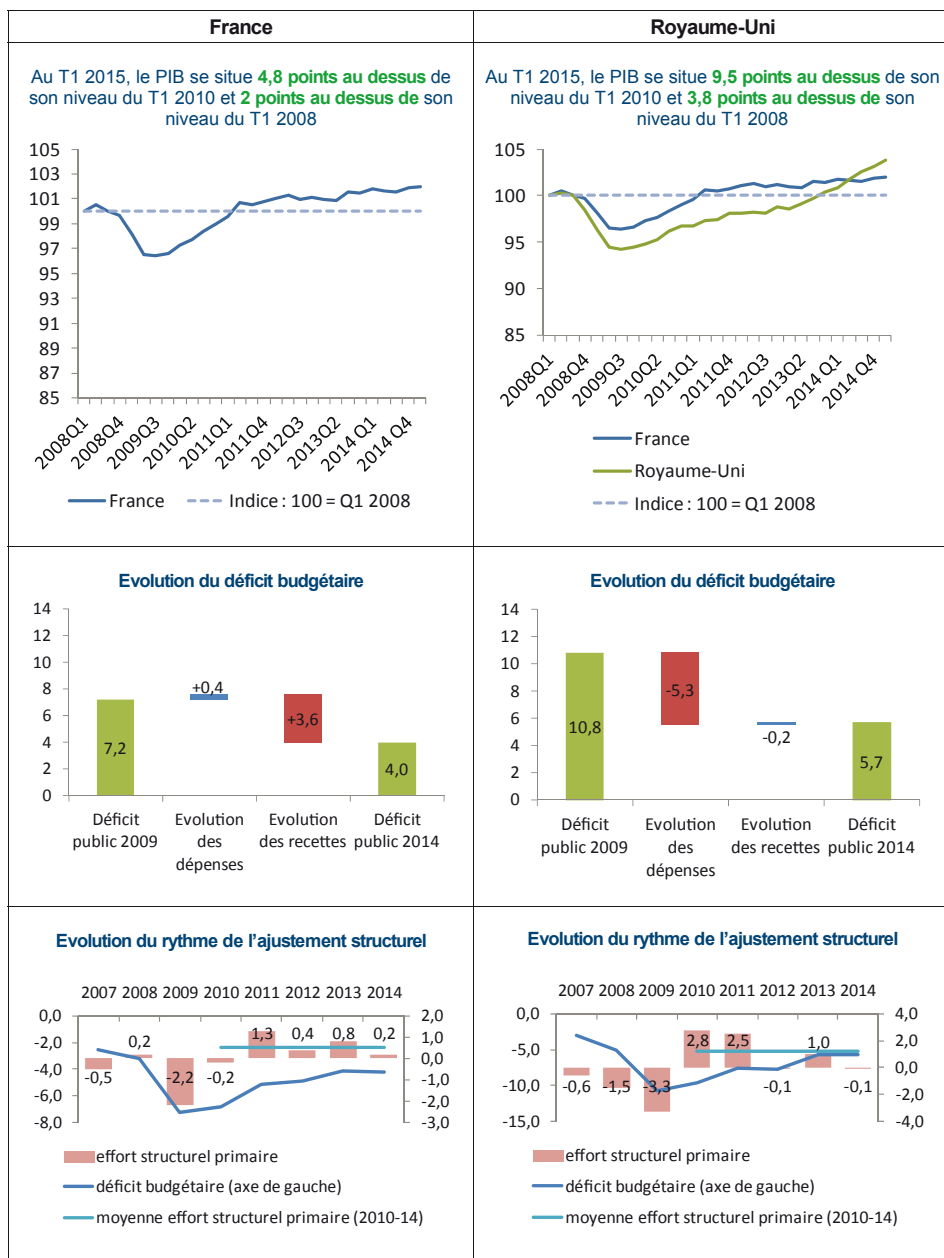 France
Au T1 2015, le PIB se situe 4,8 points au dessus de
son niveau du T1 2010 et 2 points au dessus de son
niveau du T1 2008
105
103
101
99
97
95
93
91
89
87
85
2008Q1
2008Q4
2009Q3
2010Q2
2011Q1
2011Q4
2012Q3
2013Q2
2014Q1
2014Q4
France
Indice : 100 = Q1 2008
Royaume-Uni
Au T1 2015, le PIB se situe 9,5 points au dessus de son
niveau du T1 2010 et 3,8 points au dessus de son
niveau du T1 2008
105
100
95
90
85
2008Q1
2008Q4
2009Q3
2010Q2
2011Q1
2011Q4
2012Q3
2013Q2
2014 Q1
2014 Q4
France
Royaume-Uni
Indice : 100 = Q1 2008
Evolution du déficit budgétaire
14
12
10
8
6
4
2
0
7,2
+0,4
+3,6
4,0
Déficit
public 2009
Evolution
des
dépenses
Evolution
des recettes
Déficit
public 2014
Evolution du déficit budgétaire
14
12
10
8
6
4
2
0
10,8
-5,3
-0,2
5,7
Déficit
public 2009
Evolution
des
dépenses
Evolution
des recettes
Déficit
public 2014
Evolution du rythme de l'ajustement structurel
2007 2008 2009 2010 2011 2012 2013 2014
0,0
-2,0
-4,0
-6,0
-8,0
2,0
1,0
0,0
-1,0
-2,0
-3,0
-0,5
0,2
-2,2
-0,2
1,3
0,4
0,8
0,2
effort structurel primaire
déficit budgétaire (axe de gauche)
moyenne effort structurel primaire (2010-14)
Evolution du rythme de l'ajustement structurel
2007 2008 2009 2010 2011 2012 2013 2014
0,0
-5,0
-10,0
-15,0
4,0
2,0
0,0
-2,0
-4,0
-0,6
-1,5
-3,3
2,8
2,5
-0,1
1,0
-0,1
effort structurel primaire
déficit budgétaire (axe de gauche)
moyenne effort structurel primaire (2010-14)